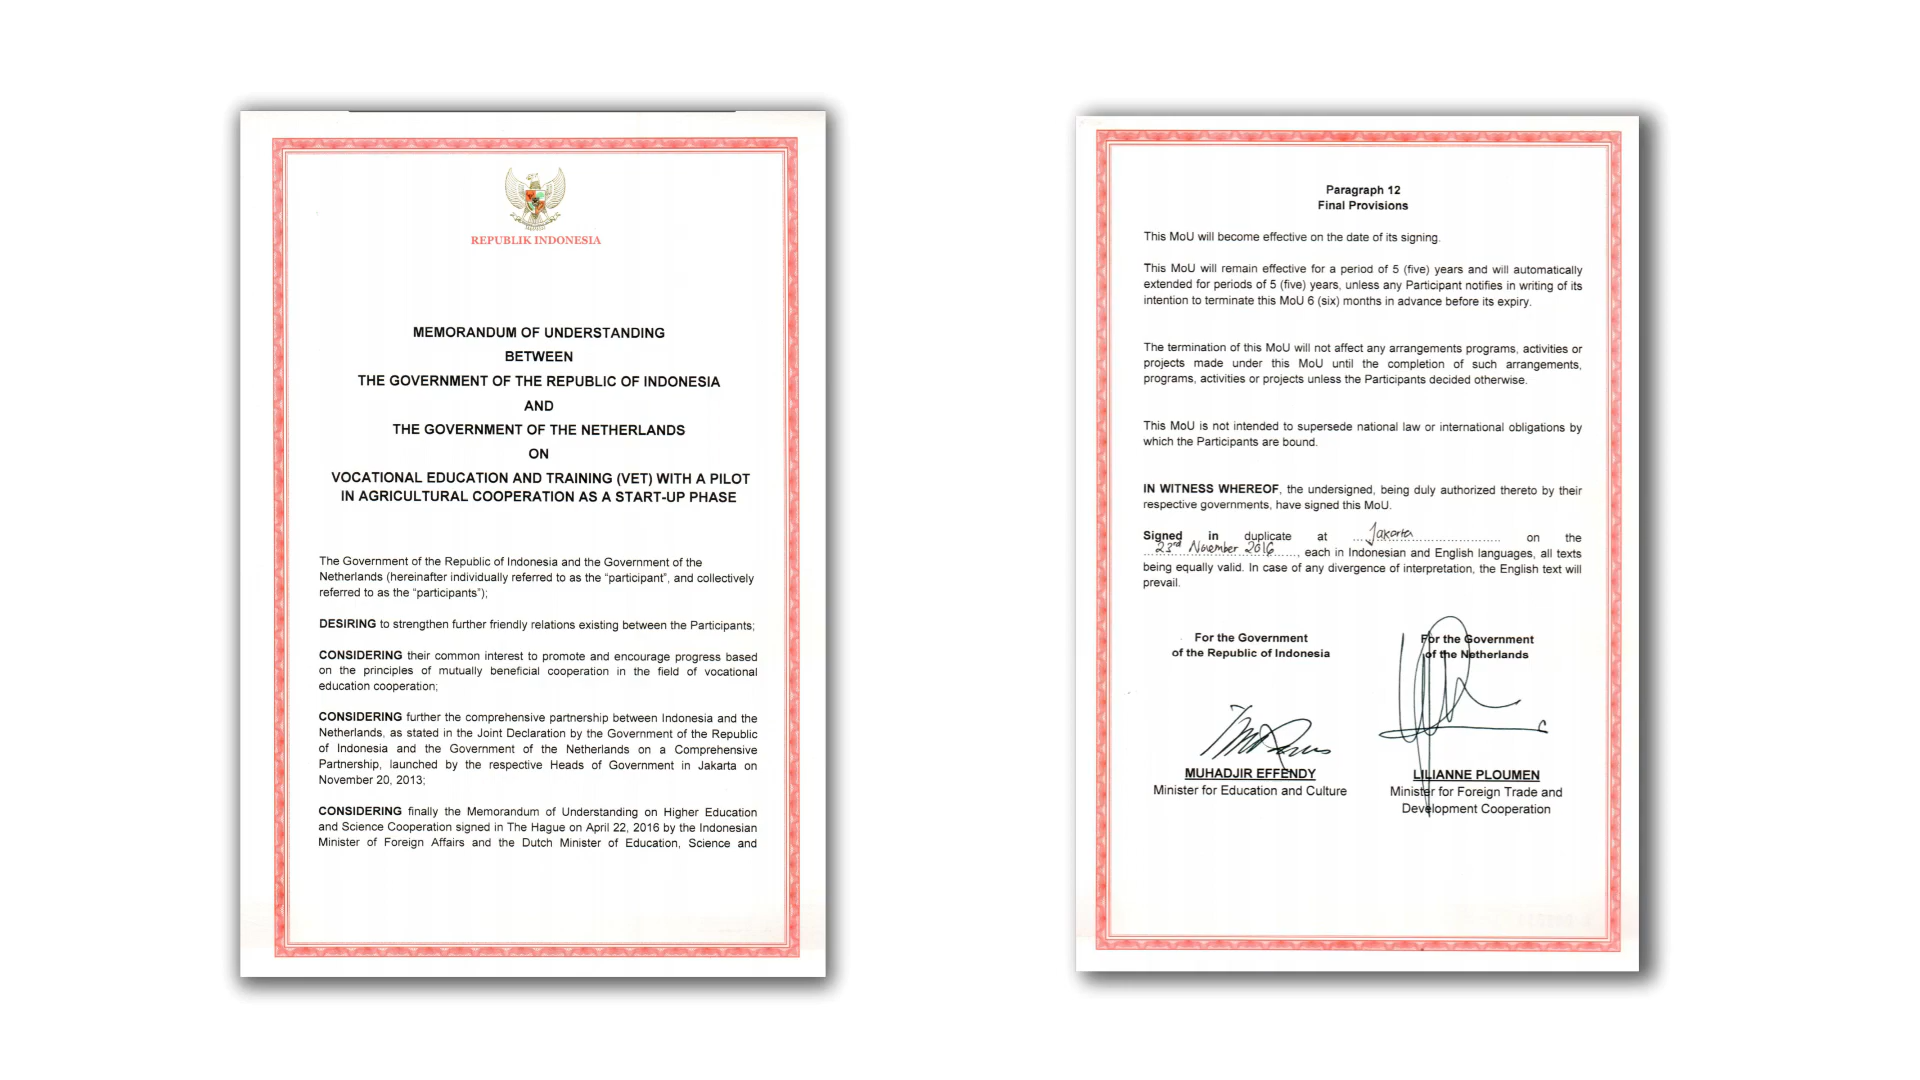 REPUBLIK INDONESIA
MEMORANDUM OF UNDERSTANDING
BETWEEN
THE GOVERNMENT OF THE REPUBLIC OF INDONESIA
AND
THE GOVERNMENT OF THE NETHERLANDS
ON
VOCATIONAL EDUCATION AND TRAINING (VET) WITH A PILOT
IN AGRICULTURAL COOPERATION AS A START-UP PHASE
The Government of the Republic of Indonesia and the Government of the
Netherlands (hereinafter individually referred to as the “participant”, and collectively
referred to as the “participants”);
DESIRING to strengthen further friendly relations existing between the Participants;
CONSIDERING their common interest to promote and encourage progress based
on the principles of mutually beneficial cooperation in the field of vocational
education cooperation;
CONSIDERING further the comprehensive partnership between Indonesia and the
Netherlands, as stated in the Joint Declaration by the Government of the Republic
of Indonesia and the Government of the Netherlands on a Comprehensive
Partnership, launched by the respective Heads of Government in Jakarta on
November 20, 2013;
CONSIDERING finally the Memorandum of Understanding on Higher Education
and Science Cooperation signed in The Hague on April 22, 2016 by the Indonesian
Minister of Foreign Affairs and the Dutch Minister of Education, Science and
Paragraph 12
Final Provisions
This MoU will become effective on the date of its signing.
This MoU will remain effective for a period of 5 (five) years and will automatically
extended for periods of 5 (five) years, unless any Participant notifies in writing of its
intention to terminate this MoU 6 (six) months in advance before its expiry.
The termination of this MoU will not affect any arrangements programs, activities or
projects made under this MoU until the completion of such arrangements,
programs, activities or projects unless the Participants decided otherwise.
This MoU is not intended to supersede national law or international obligations by
which the Participants are bound.
IN WITNESS WHEREOF, the undersigned, being duly authorized thereto by their
respective governments, have signed this MoU.
Signed in duplicate at Jakarta on the
23rd November 2016, each in Indonesian and English languages, all texts
being equally valid. In case of any divergence of interpretation, the English text will
prevail.
For the Government
of the Republic of Indonesia
MUHADJIR EFFENDY
Minister for Education and Culture
For the Government
of the Netherlands
LILIANNE PLOUMEN
Minister for Foreign Trade and
Development Cooperation